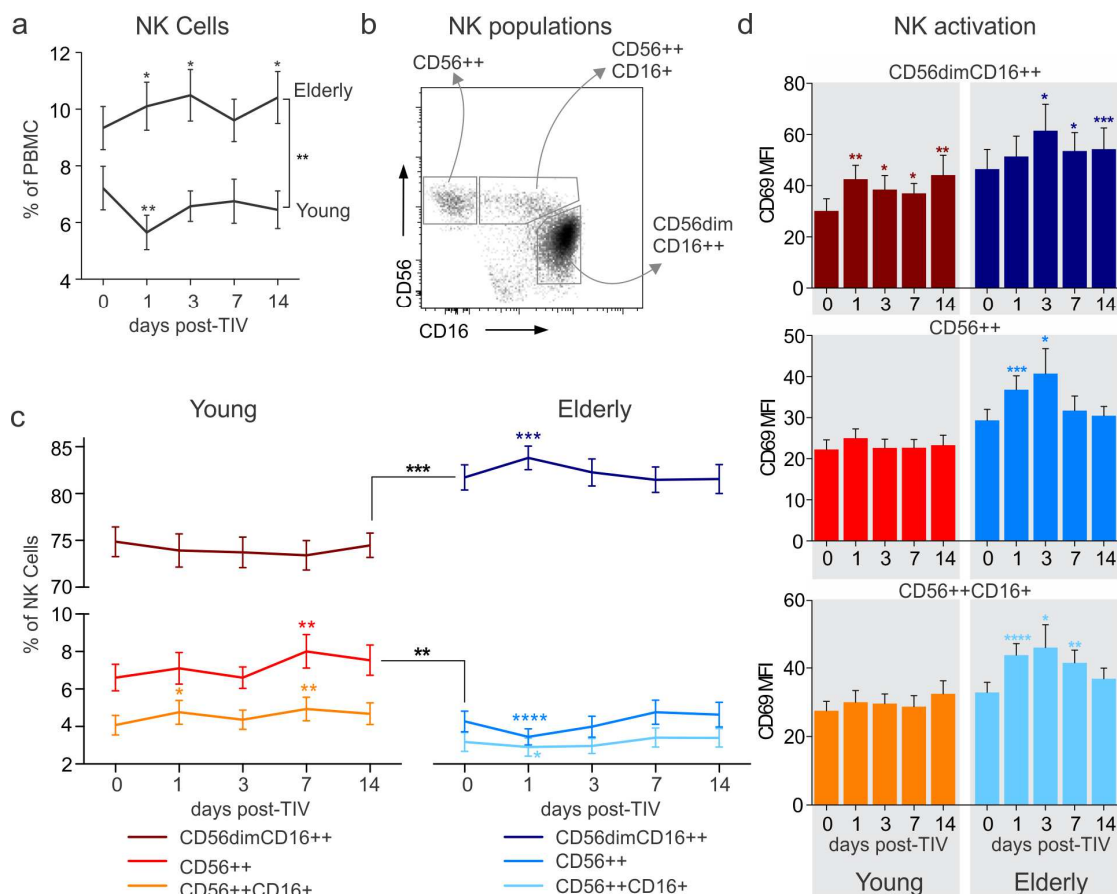 a
NK Cells
12
10
8
6
4
% of PBMC
* * *
Elderly
**
**
Young
0 1 3 7 14
days post-TIV
b
NK populations
CD56++
CD56++
CD16+
CD56dim
CD16++
CD56
CD16
c
Young
Elderly
85
80
75
70
10
8
6
4
2
% of NK Cells
***
***
**
**
* **
****
*
0 1 3 7 14
days post-TIV
0 1 3 7 14
days post-TIV
CD56dimCD16++
CD56++
CD56++CD16+
CD56dimCD16++
CD56++
CD56++CD16+
d
NK activation
CD56dimCD16++
80
60
40
20
0
CD69 MFI
** * * **
* * ***
0 1 3 7 14
0 1 3 7 14
CD56++
50
40
30
20
10
0
CD69 MFI
*** *
0 1 3 7 14
0 1 3 7 14
CD56++CD16+
60
40
20
0
CD69 MFI
**** * **
0 1 3 7 14
0 1 3 7 14
days post-TIV
days post-TIV
Young
Elderly